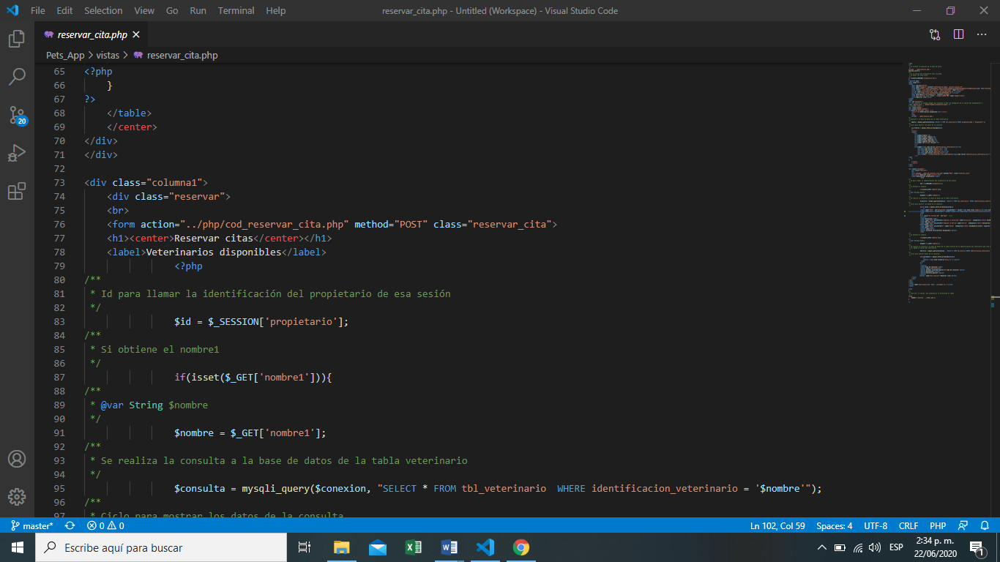 File Edit Selection View Go Run Terminal Help reservar_cita.php - Untitled (Workspace) - Visual Studio Code
reservar_cita.php
Pets_App > vistas > reservar_cita.php
65 <?php
66 }
67 ?>
68 </table>
69 </center>
70 </div>
71 </div>
72
73 <div class="columna1">
74 <div class="reservar">
75 <br>
76 <form action="../php/cod_reservar_cita.php" method="POST" class="reservar_cita">
77 <h1><center>Reservar citas</center></h1>
78 <label>Veterinarios disponibles</label>
79 <?php
80 /**
81 * Id para llamar la identificación del propietario de esa sesión
82 */
83 $id = $_SESSION['propietario'];
84 /**
85 * Si obtiene el nombre1
86 */
87 if(isset($_GET['nombre1'])){
88 /**
89 * @var String $nombre
90 */
91 $nombre = $_GET['nombre1'];
92 /**
93 * Se realiza la consulta a la base de datos de la tabla veterinario
94 */
95 $consulta = mysqli_query($conexion, "SELECT * FROM tbl_veterinario  WHERE identificacion_veterinario = '$nombre'");
96 /**
97 * Ciclo para mostrar los datos de la consulta
20
master* 0 0 Ln 102, Col 59 Spaces: 4 UTF-8 CRLF PHP
Escribe aquí para buscar
ESP
2:34 p. m.
22/06/2020
1